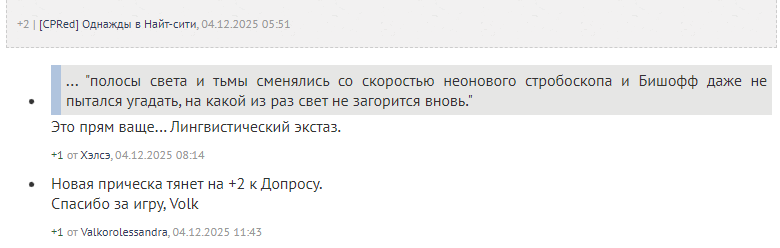 +2 | [CPRed] Однажды в Найт-сити, 04.12.2025 05:51
... "полосы света и тьмы сменялись со скоростью неонового стробоскопа и Бишофф даже не
пытался угадать, на какой из раз свет не загорится вновь."
Это прям ваще... Лингвистический экстаз.
+1 от Хэлсэ, 04.12.2025 08:14
Новая прическа тянет на +2 к Допросу.
Спасибо за игру, Volk
+1 от Valkorolessandra, 04.12.2025 11:43